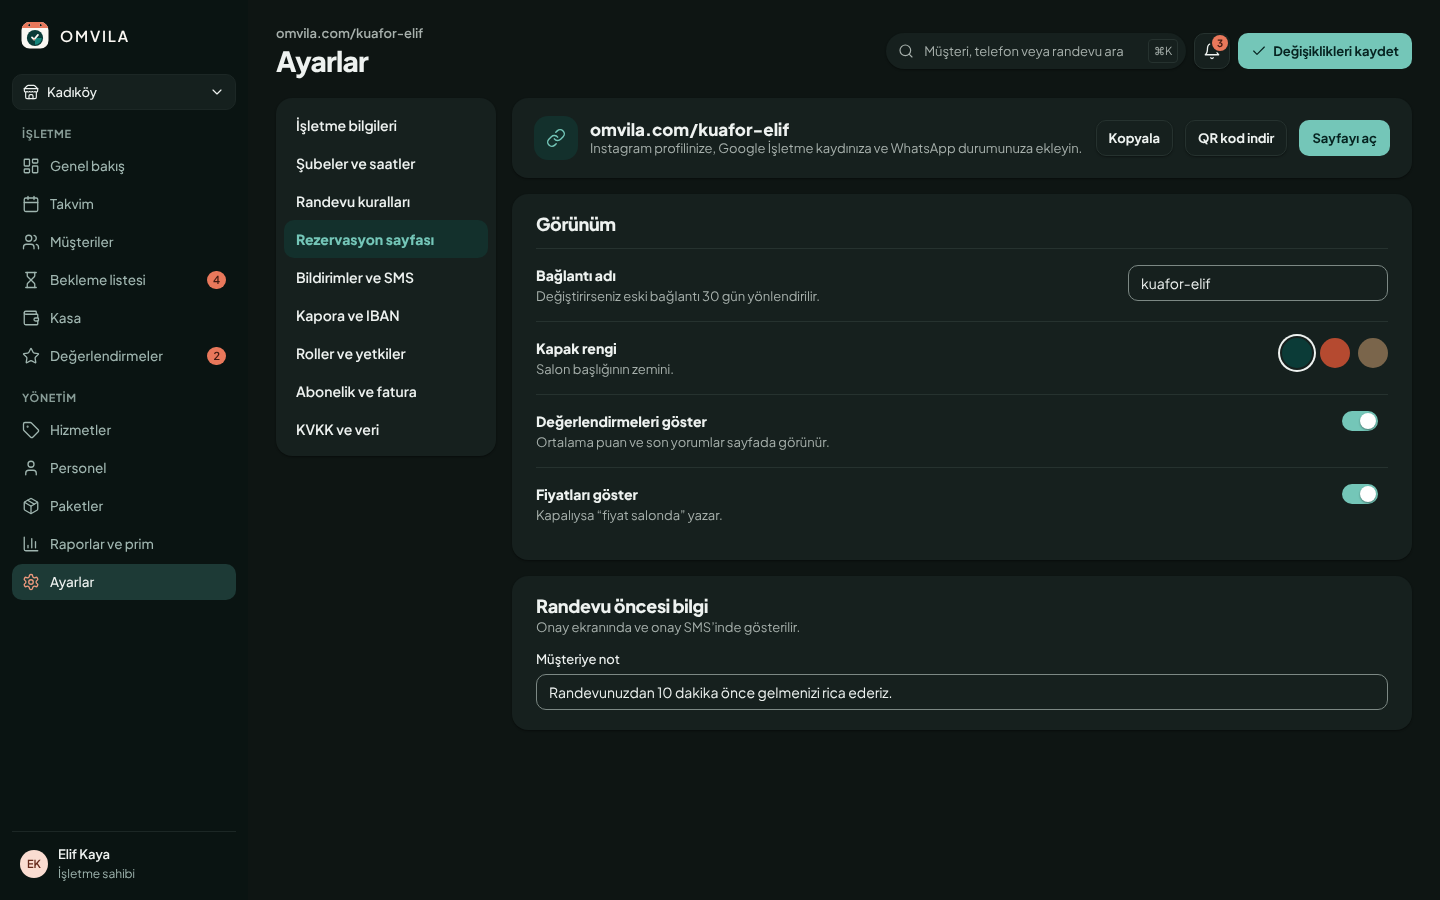 OMVILA
Kadıköy
İŞLETME
Genel bakış
Takvim
Müşteriler
Bekleme listesi 4
Kasa
Değerlendirmeler 2
YÖNETİM
Hizmetler
Personel
Paketler
Raporlar ve prim
Ayarlar
EK
Elif Kaya
İşletme sahibi
omvila.com/kuafor-elif
Ayarlar
Müşteri, telefon veya randevu ara ⌘K
3
Değişiklikleri kaydet
İşletme bilgileri
Şubeler ve saatler
Randevu kuralları
Rezervasyon sayfası
Bildirimler ve SMS
Kapora ve IBAN
Roller ve yetkiler
Abonelik ve fatura
KVKK ve veri
omvila.com/kuafor-elif
Instagram profilinize, Google İşletme kaydınıza ve WhatsApp durumunuza ekleyin.
Kopyala
QR kod indir
Sayfayı aç
Görünüm
Bağlantı adı
Değiştirirseniz eski bağlantı 30 gün yönlendirilir.
kuafor-elif
Kapak rengi
Salon başlığının zemini.
Değerlendirmeleri göster
Ortalama puan ve son yorumlar sayfada görünür.
Fiyatları göster
Kapalıysa “fiyat salonda” yazar.
Randevu öncesi bilgi
Onay ekranında ve onay SMS’inde gösterilir.
Müşteriye not
Randevunuzdan 10 dakika önce gelmenizi rica ederiz.